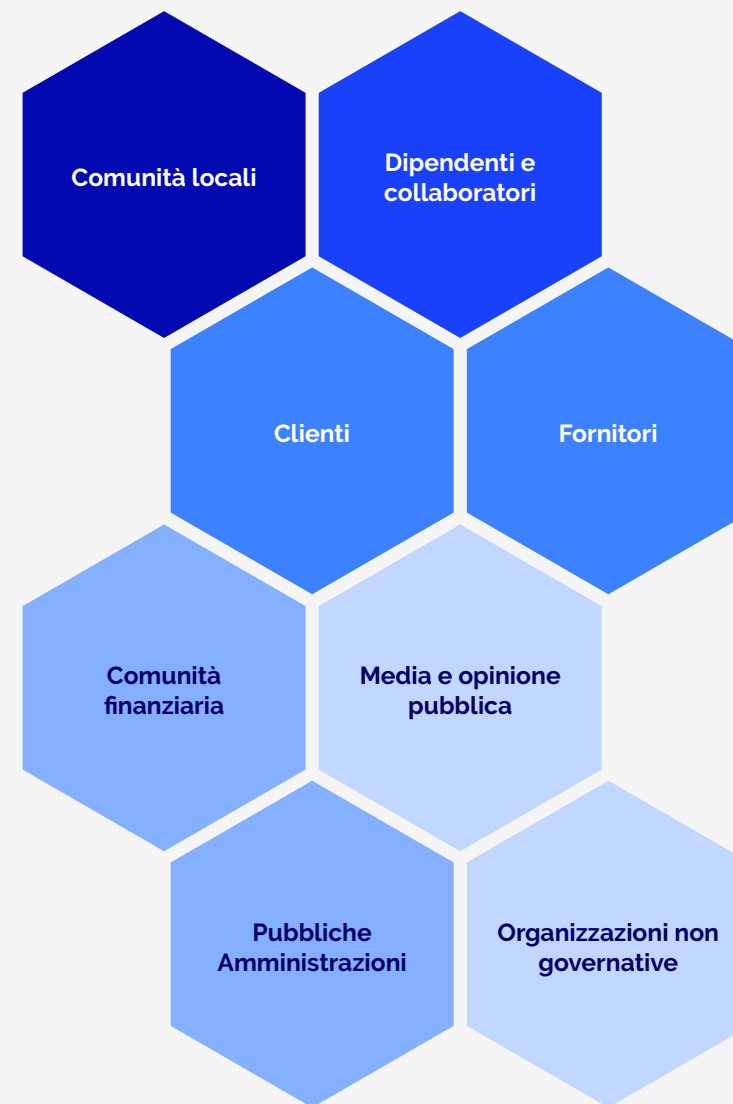 Comunità locali
Dipendenti e
collaboratori
Clienti
Fornitori
Comunità
finanziaria
Media e opinione
pubblica
Pubbliche
Amministrazioni
Organizzazioni non
governative